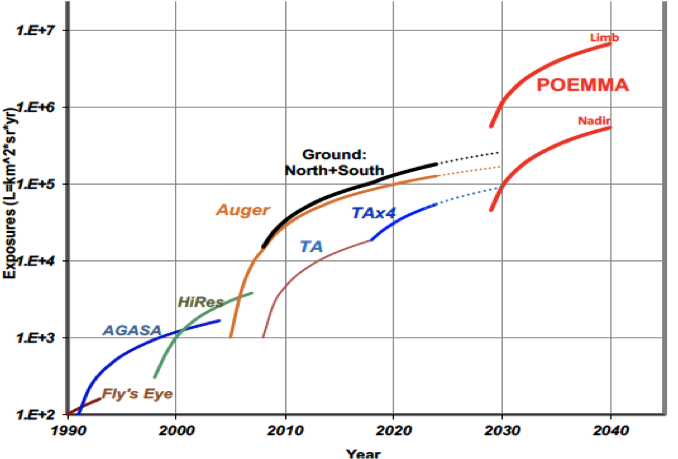 1.E+7
1.E+6
1.E+5
1.E+4
1.E+3
1.E+2
Exposures (L=km^2*sr*yr)
Limb
POEMMA
Nadir
Ground:
North+South
Auger
TAx4
TA
HiRes
AGASA
Fly's Eye
1990
2000
2010
2020
2030
2040
Year